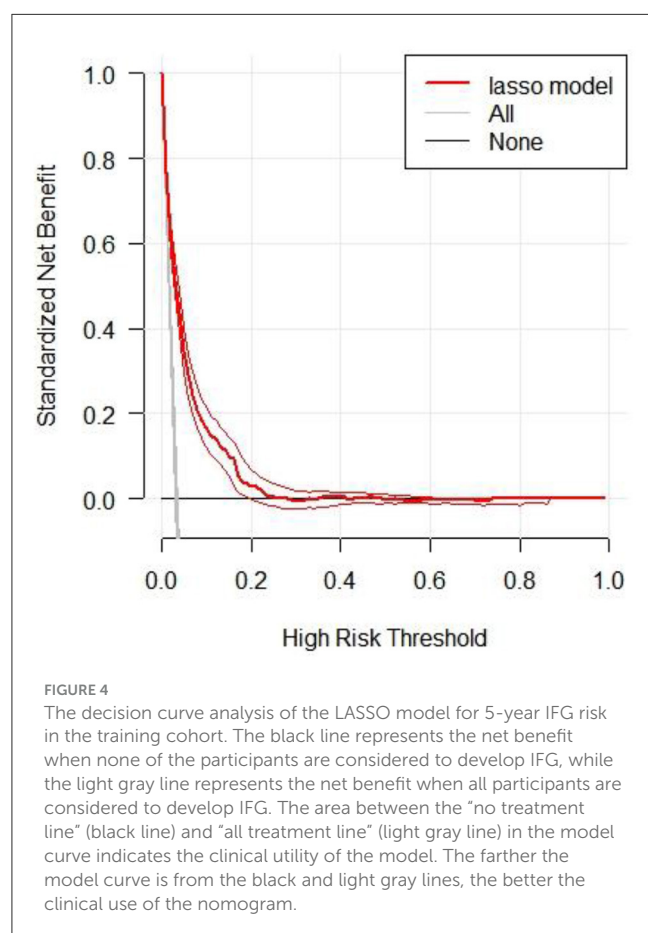 lasso model
All
None
1.0
0.8
0.6
0.4
0.2
0.0
Standardized Net Benefit
0.0 0.2 0.4 0.6 0.8 1.0
High Risk Threshold
FIGURE 4
The decision curve analysis of the LASSO model for 5-year IFG risk
in the training cohort. The black line represents the net benefit
when none of the participants are considered to develop IFG, while
the light gray line represents the net benefit when all participants are
considered to develop IFG. The area between the “no treatment
line” (black line) and “all treatment line” (light gray line) in the model
curve indicates the clinical utility of the model. The farther the
model curve is from the black and light gray lines, the better the
clinical use of the nomogram.